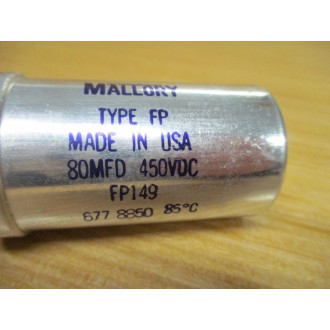 MALLORY
TYPE FP
MADE IN USA
80MFD 450VDC
FP149
677 8850 85°C